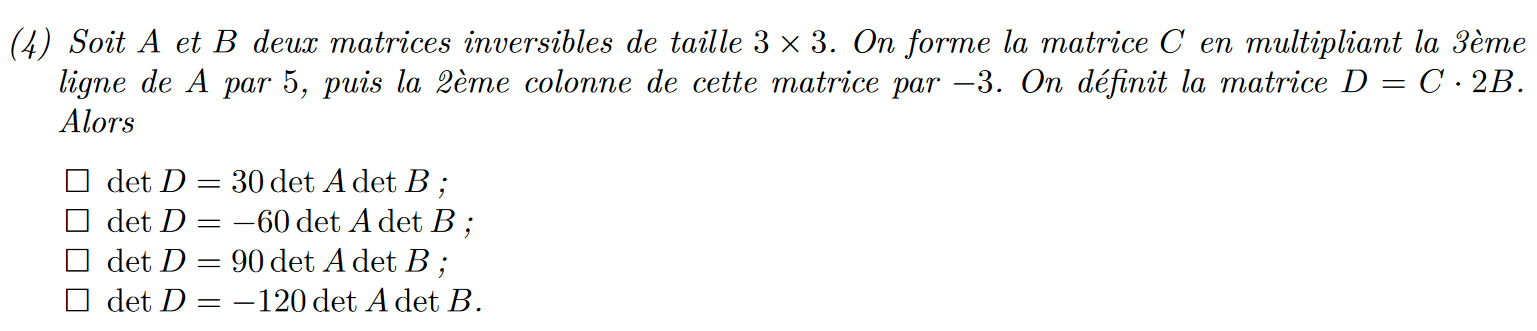 (4) Soit A et B deux matrices inversibles de taille 3 × 3. On forme la matrice C en multipliant la 3ème
ligne de A par 5, puis la 2ème colonne de cette matrice par −3. On définit la matrice D = C · 2B.
Alors
□ det D = 30 det A det B ;
□ det D = −60 det A det B ;
□ det D = 90 det A det B ;
□ det D = −120 det A det B.